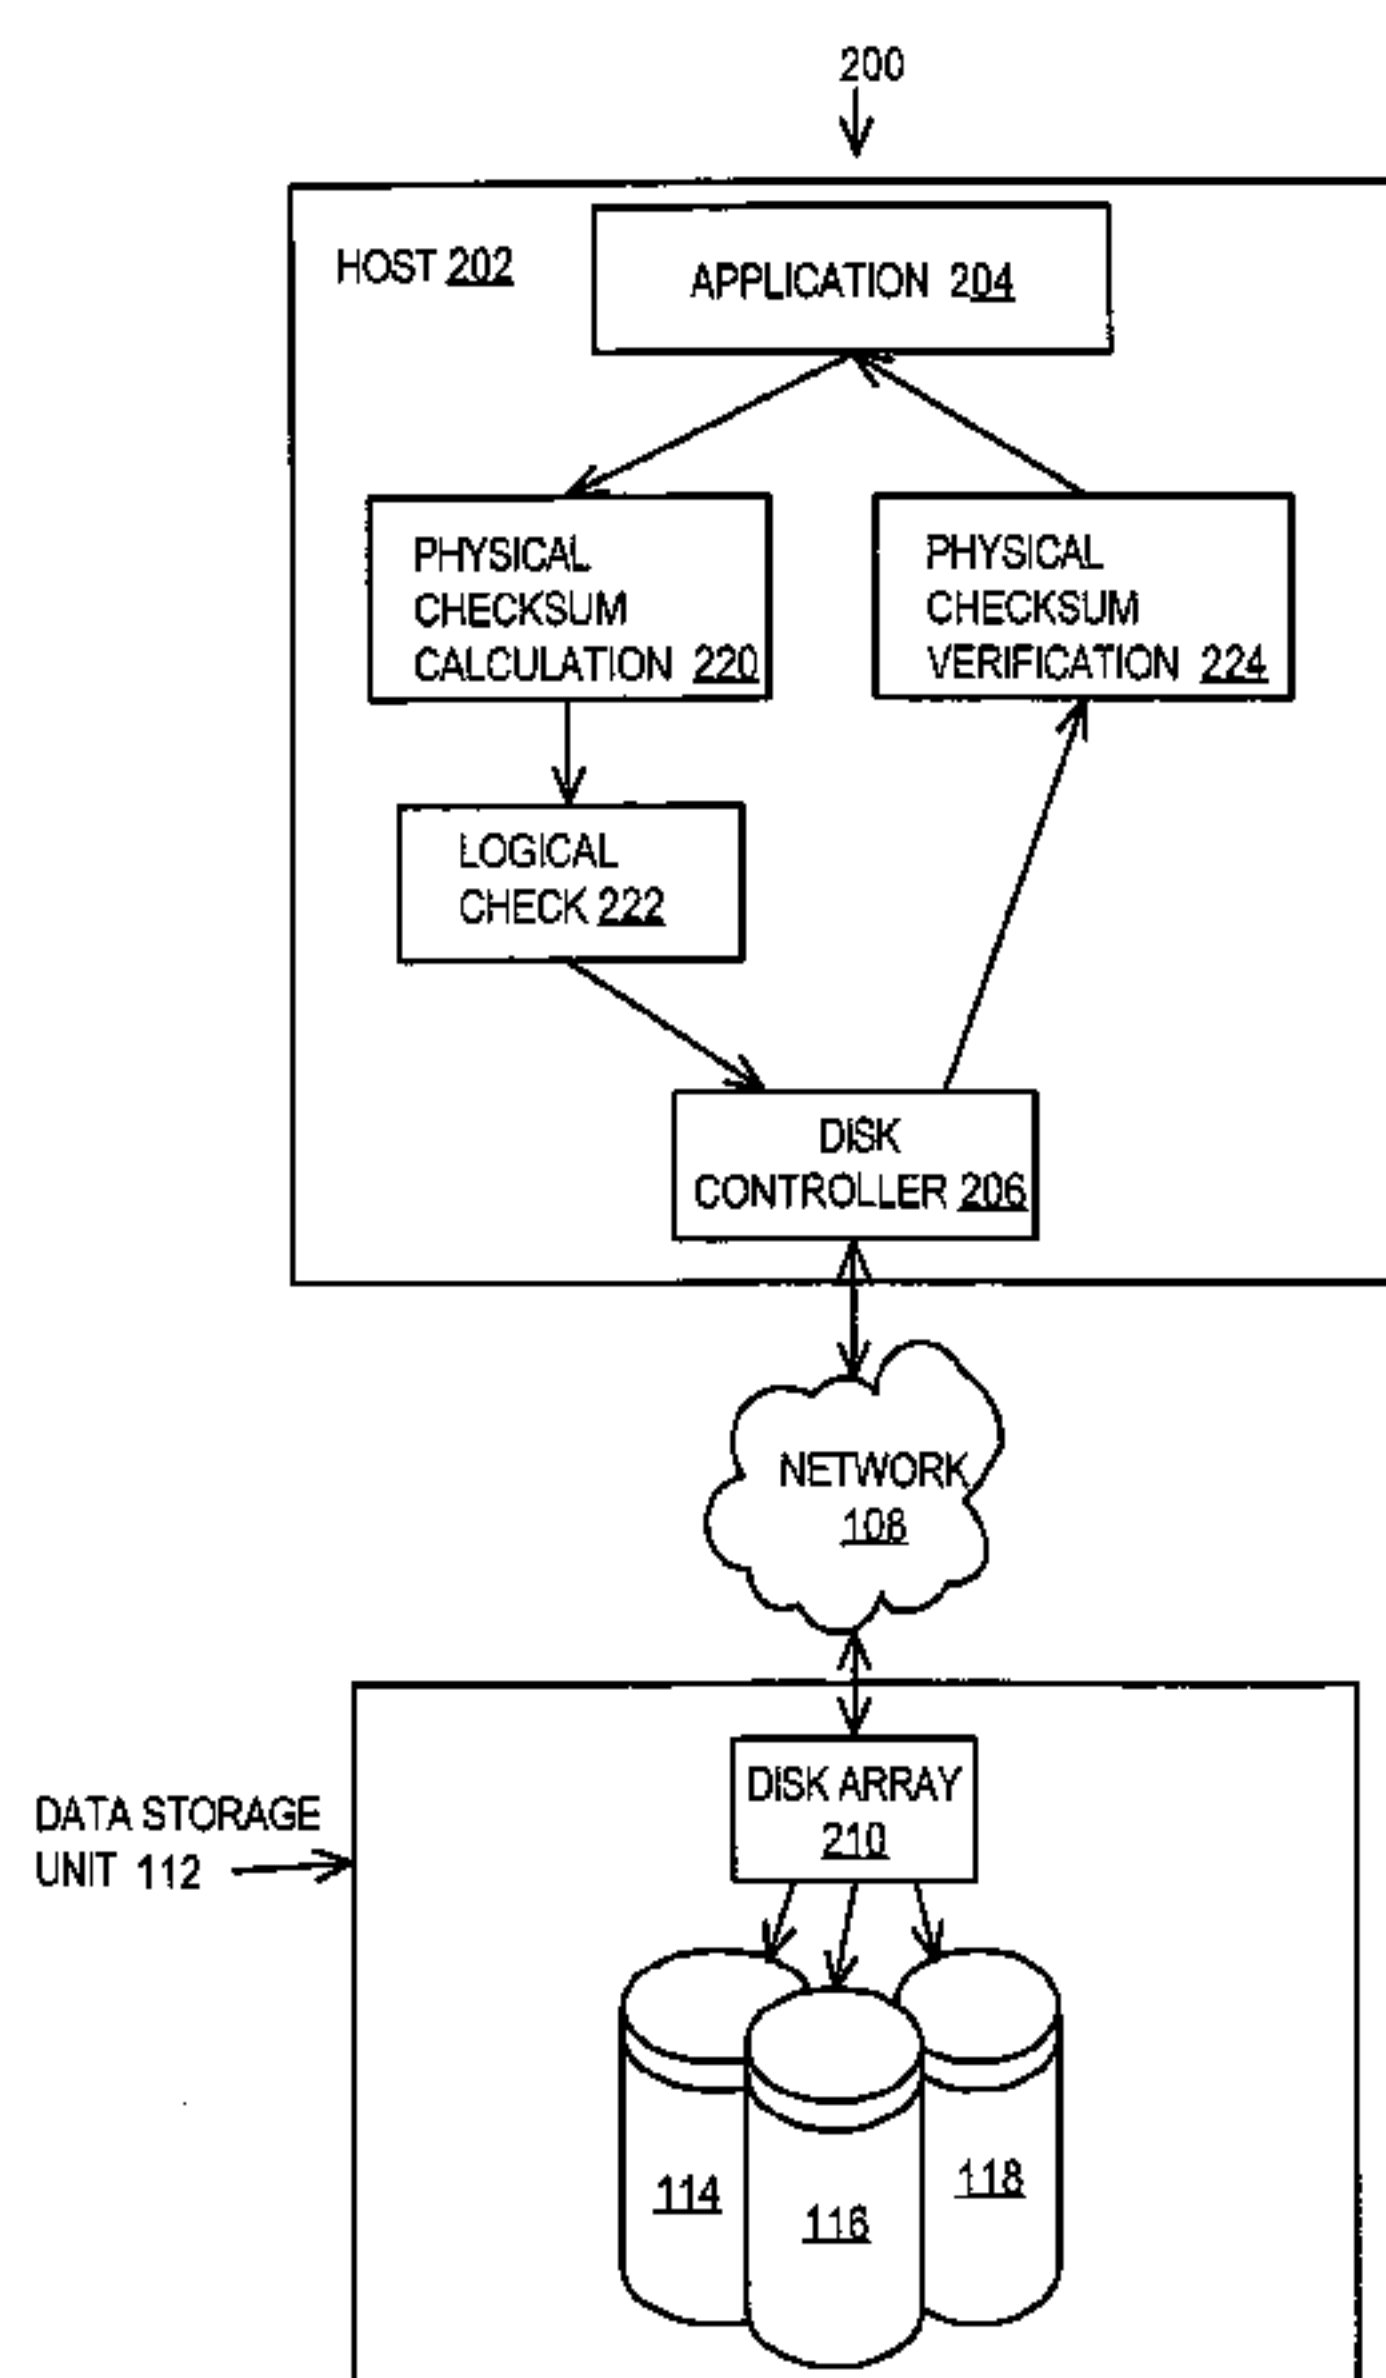 200
HOST 202
APPLICATION 204
PHYSICAL
CHECKSUM
CALCULATION 220
PHYSICAL
CHECKSUM
VERIFICATION 224
LOGICAL
CHECK 222
DISK
CONTROLLER 206
NETWORK
108
DISK ARRAY
210
DATA STORAGE
UNIT 112
114
116
118